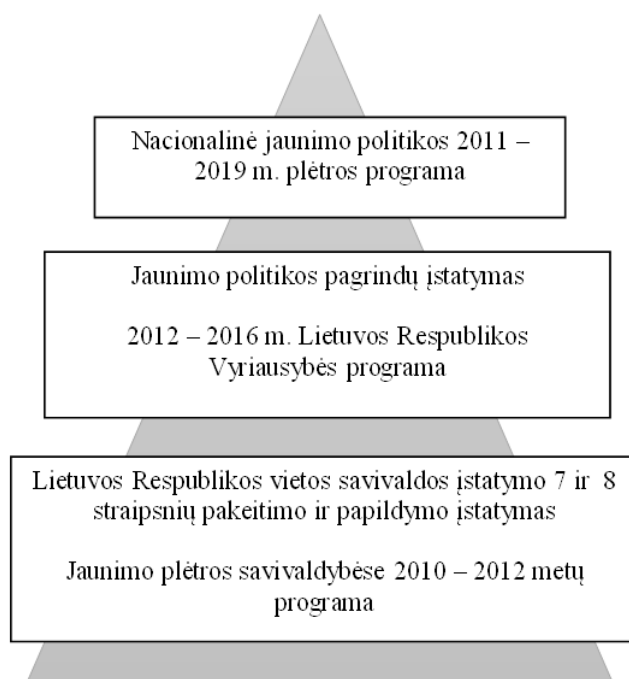 Nacionalinė jaunimo politikos 2011 –
2019 m. plėtros programa
Jaunimo politikos pagrindų įstatymas
2012 – 2016 m. Lietuvos Respublikos
Vyriausybės programa
Lietuvos Respublikos vietos savivaldos įstatymo 7 ir 8
straipsnių pakeitimo ir papildymo įstatymas
Jaunimo plėtros savivaldybėse 2010 – 2012 metų
programa